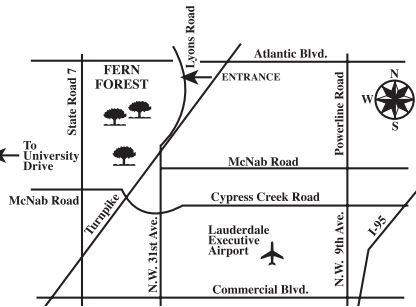 Lyons Road
Atlantic Blvd.
FERN
FOREST
ENTRANCE
State Road 7
Powerline Road
N
W
S
To
University
Drive
McNab Road
McNab Road
Cypress Creek Road
Turnpike
N.W. 31st Ave.
Lauderdale
Executive
Airport
N.W. 9th Ave.
I-95
Commercial Blvd.